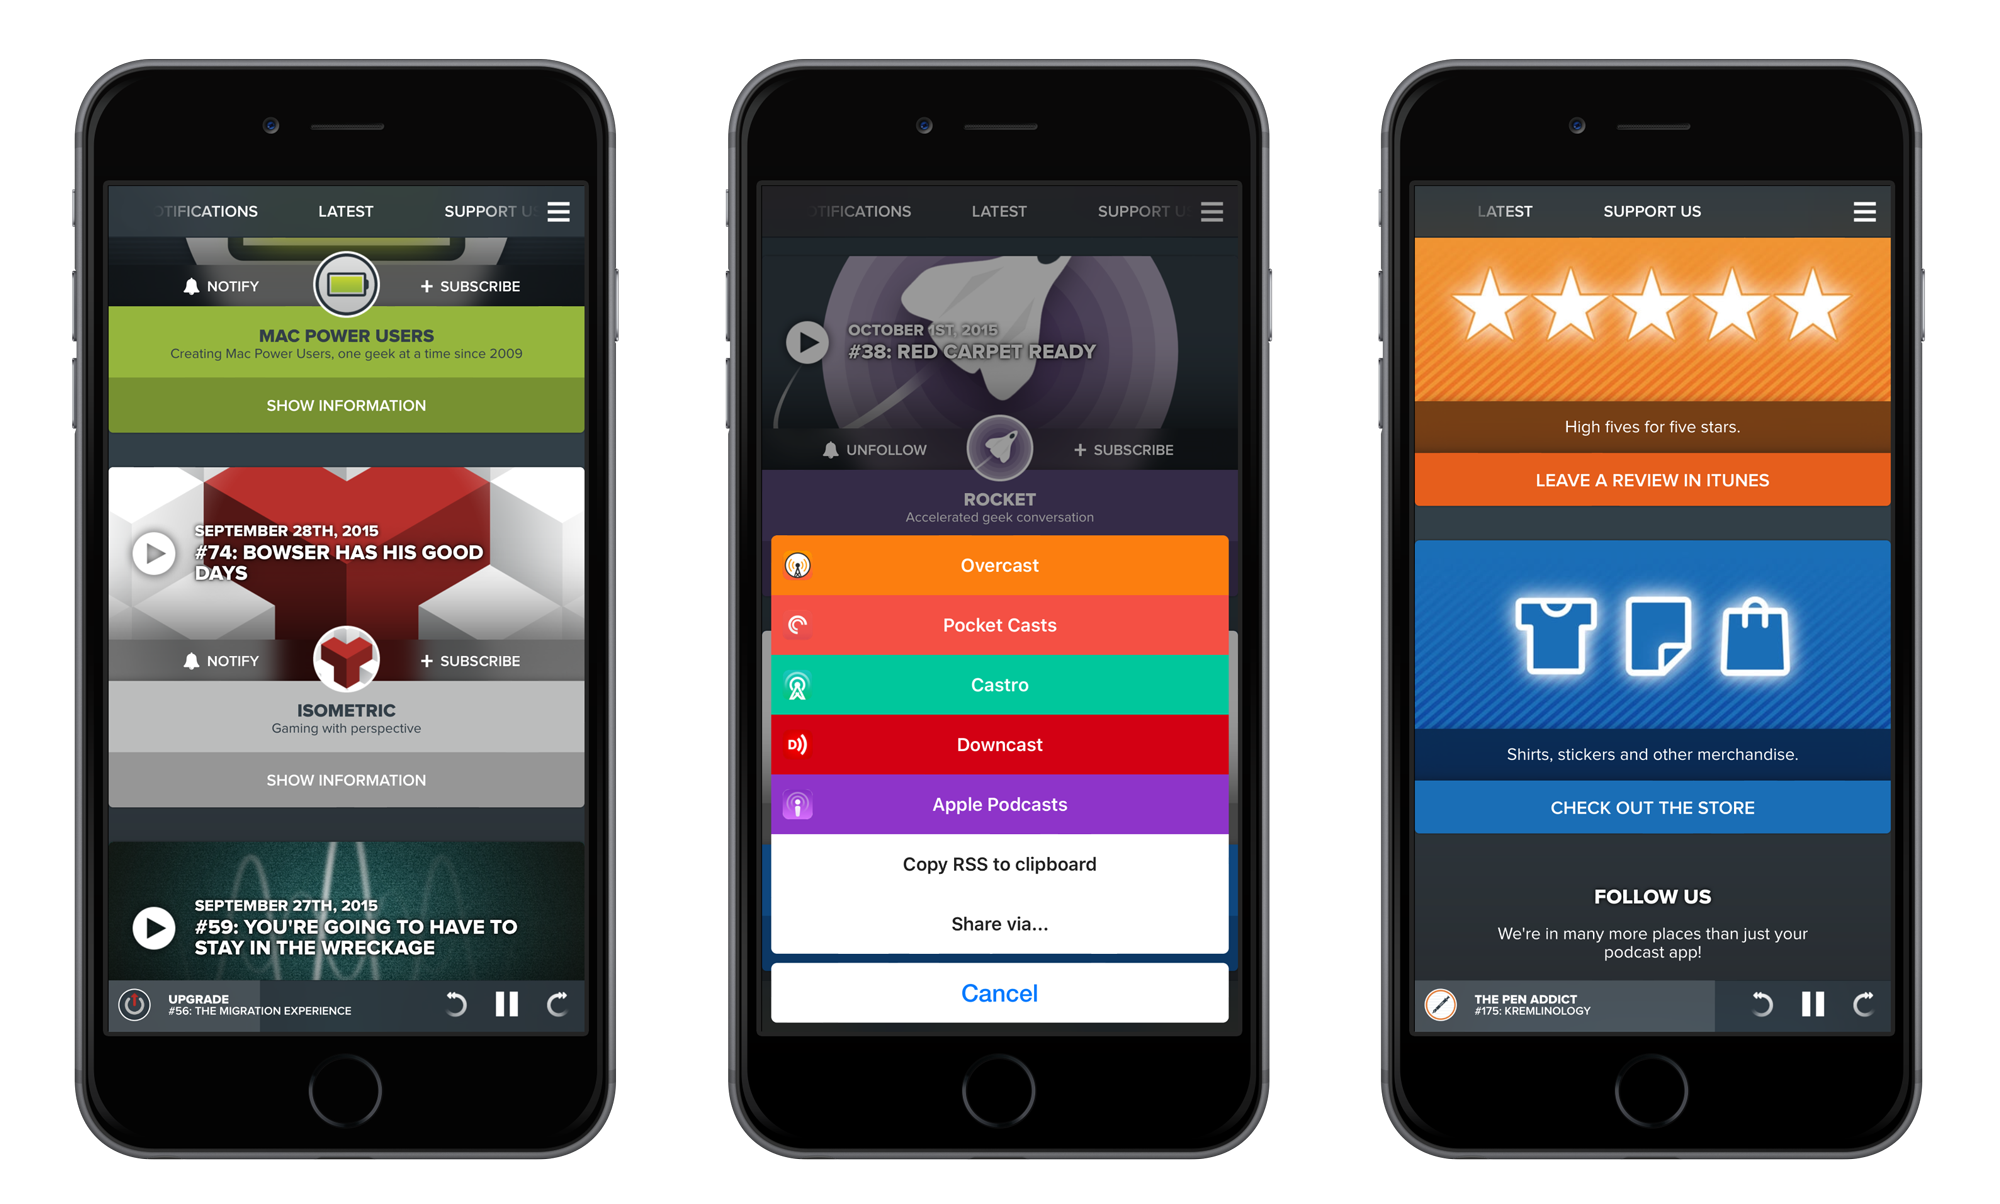 OTIFICATIONS LATEST SUPPORT US
NOTIFY + SUBSCRIBE
MAC POWER USERS
Creating Mac Power Users, one geek at a time since 2009
SHOW INFORMATION
SEPTEMBER 28TH, 2015
#74: BOWSER HAS HIS GOOD
DAYS
NOTIFY + SUBSCRIBE
ISOMETRIC
Gaming with perspective
SHOW INFORMATION
SEPTEMBER 27TH, 2015
#59: YOU'RE GOING TO HAVE TO
STAY IN THE WRECKAGE
UPGRADE
#56: THE MIGRATION EXPERIENCE
OTIFICATIONS LATEST SUPPORT US
OCTOBER 1ST, 2015
#38: RED CARPET READY
UNFOLLOW + SUBSCRIBE
ROCKET
Accelerated geek conversation
Overcast
Pocket Casts
Castro
D Downcast
Apple Podcasts
Copy RSS to clipboard
Share via...
Cancel
LATEST SUPPORT US
High fives for five stars.
LEAVE A REVIEW IN ITUNES
Shirts, stickers and other merchandise.
CHECK OUT THE STORE
FOLLOW US
We're in many more places than just your
podcast app!
THE PEN ADDICT
#175: KREMLINOLOGY